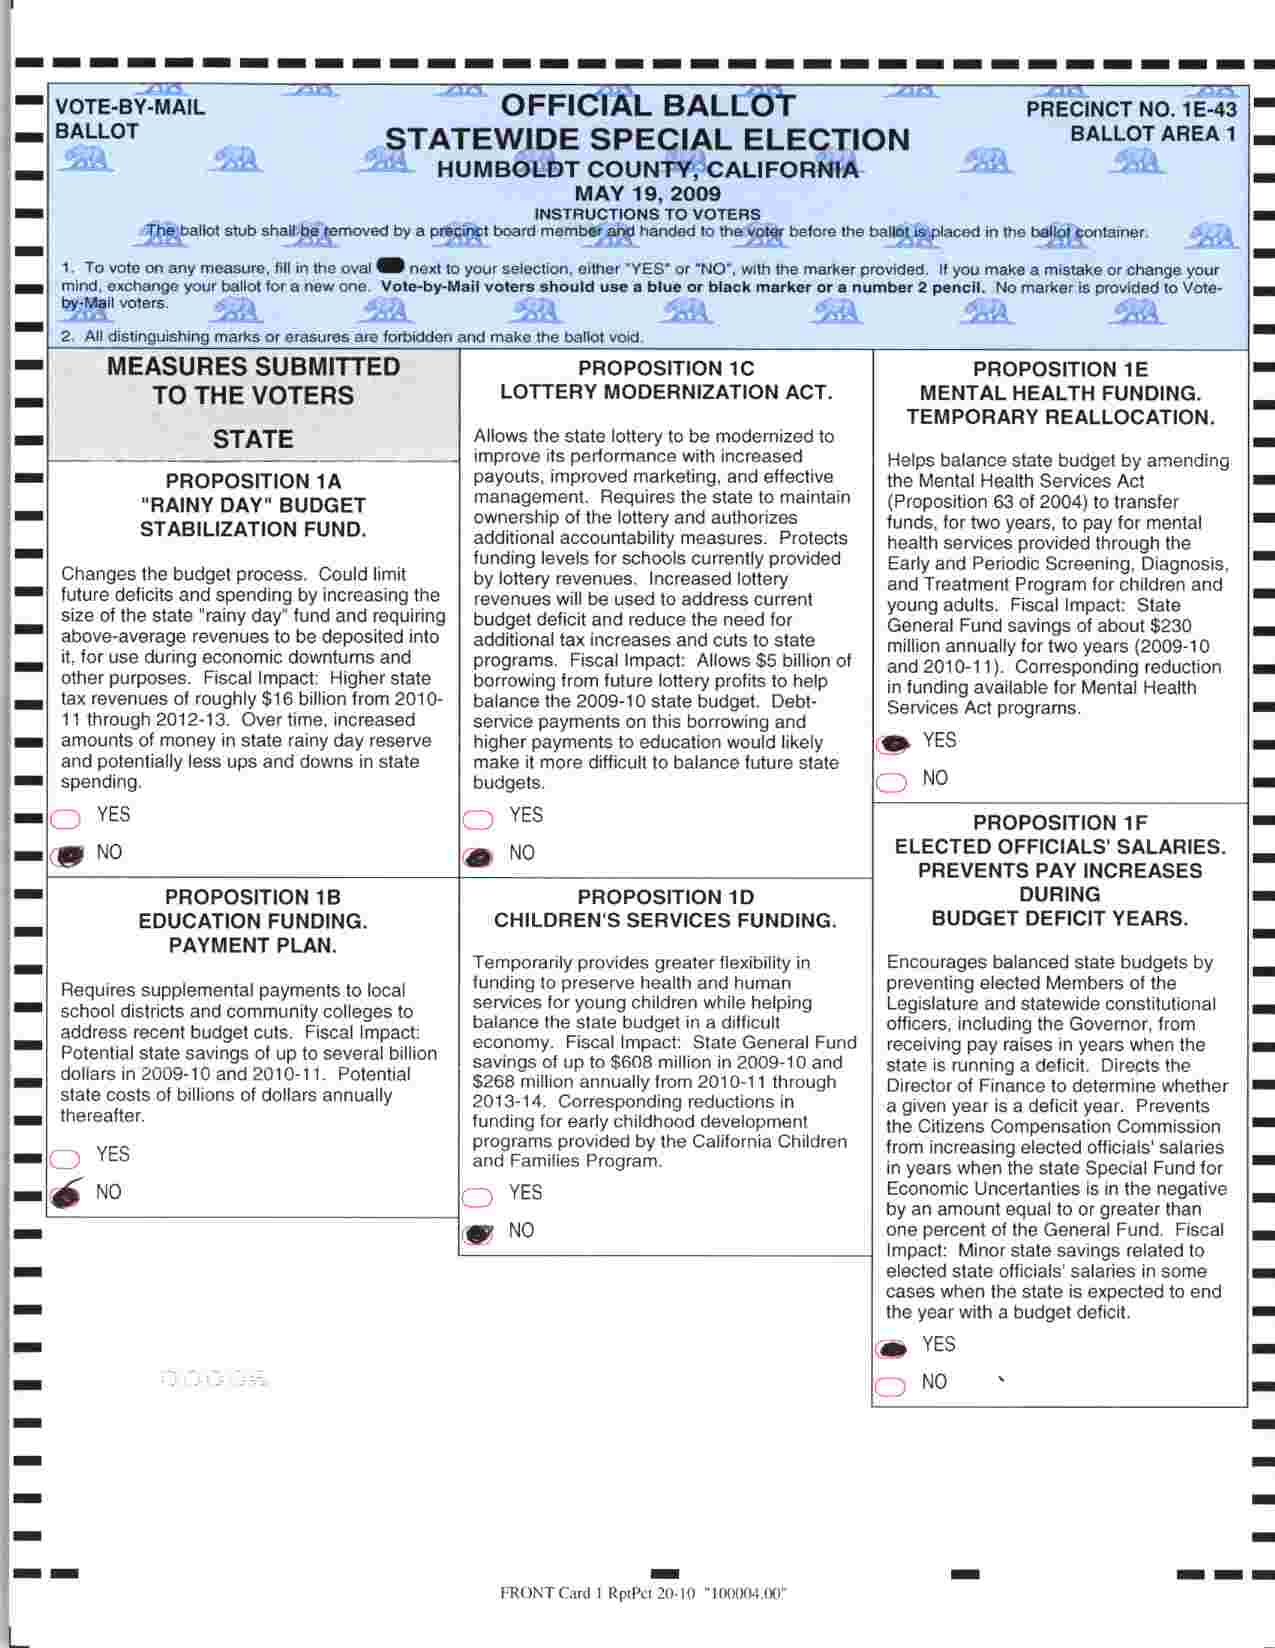 VOTE-BY-MAIL
BALLOT
OFFICIAL BALLOT
STATEWIDE SPECIAL ELECTION
HUMBOLDT COUNTY, CALIFORNIA
MAY 19, 2009
PRECINCT NO. 1E-43
BALLOT AREA 1
INSTRUCTIONS TO VOTERS
The ballot stub shall be removed by a precinct board member and handed to the voter before the ballot is placed in the ballot container.
1. To vote on any measure, fill in the oval next to your selection, either "YES" or "NO", with the marker provided. If you make a mistake or change your
mind, exchange your ballot for a new one. Vote-by-Mail voters should use a blue or black marker or a number 2 pencil. No marker is provided to Vote-
by-Mail voters.
2. All distinguishing marks or erasures are forbidden and make the ballot void.
MEASURES SUBMITTED
TO THE VOTERS
STATE
PROPOSITION 1A
"RAINY DAY" BUDGET
STABILIZATION FUND.
Changes the budget process. Could limit
future deficits and spending by increasing the
size of the state "rainy day" fund and requiring
above-average revenues to be deposited into
it, for use during economic downturns and
other purposes. Fiscal Impact: Higher state
tax revenues of roughly $16 billion from 2010-
11 through 2012-13. Over time, increased
amounts of money in state rainy day reserve
and potentially less ups and downs in state
spending.
YES
NO
PROPOSITION 1B
EDUCATION FUNDING.
PAYMENT PLAN.
Requires supplemental payments to local
school districts and community colleges to
address recent budget cuts. Fiscal Impact:
Potential state savings of up to several billion
dollars in 2009-10 and 2010-11. Potential
state costs of billions of dollars annually
thereafter.
YES
NO
PROPOSITION 1C
LOTTERY MODERNIZATION ACT.
Allows the state lottery to be modernized to
improve its performance with increased
payouts, improved marketing, and effective
management. Requires the state to maintain
ownership of the lottery and authorizes
additional accountability measures. Protects
funding levels for schools currently provided
by lottery revenues. Increased lottery
revenues will be used to address current
budget deficit and reduce the need for
additional tax increases and cuts to state
programs. Fiscal Impact: Allows $5 billion of
borrowing from future lottery profits to help
balance the 2009-10 state budget. Debt-
service payments on this borrowing and
higher payments to education would likely
make it more difficult to balance future state
budgets.
YES
NO
PROPOSITION 1D
CHILDREN'S SERVICES FUNDING.
Temporarily provides greater flexibility in
funding to preserve health and human
services for young children while helping
balance the state budget in a difficult
economy. Fiscal Impact: State General Fund
savings of up to $608 million in 2009-10 and
$268 million annually from 2010-11 through
2013-14. Corresponding reductions in
funding for early childhood development
programs provided by the California Children
and Families Program.
YES
NO
PROPOSITION 1E
MENTAL HEALTH FUNDING.
TEMPORARY REALLOCATION.
Helps balance state budget by amending
the Mental Health Services Act
(Proposition 63 of 2004) to transfer
funds, for two years, to pay for mental
health services provided through the
Early and Periodic Screening, Diagnosis,
and Treatment Program for children and
young adults. Fiscal Impact: State
General Fund savings of about $230
million annually for two years (2009-10
and 2010-11). Corresponding reduction
in funding available for Mental Health
Services Act programs.
YES
NO
PROPOSITION 1F
ELECTED OFFICIALS' SALARIES.
PREVENTS PAY INCREASES
DURING
BUDGET DEFICIT YEARS.
Encourages balanced state budgets by
preventing elected Members of the
Legislature and statewide constitutional
officers, including the Governor, from
receiving pay raises in years when the
state is running a deficit. Directs the
Director of Finance to determine whether
a given year is a deficit year. Prevents
the Citizens Compensation Commission
from increasing elected officials' salaries
in years when the state Special Fund for
Economic Uncertanties is in the negative
by an amount equal to or greater than
one percent of the General Fund. Fiscal
Impact: Minor state savings related to
elected state officials' salaries in some
cases when the state is expected to end
the year with a budget deficit.
YES
NO
FRONT Card 1 RptPct 20-10 "100004.00"